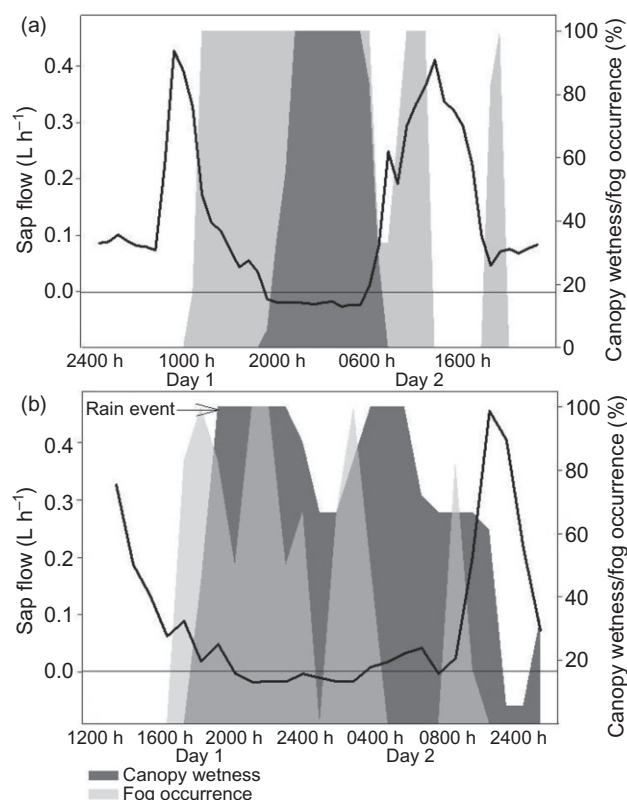 (a)
Sap flow (L h⁻¹)
0.4
0.3
0.2
0.1
0.0
100
80
60
40
20
0
Canopy wetness/fog occurrence (%)
2400 h 1000 h 2000 h 0600 h 1600 h
Day 1 Day 2
(b)
Rain event
Sap flow (L h⁻¹)
0.4
0.3
0.2
0.1
0.0
100
80
60
40
20
Canopy wetness/fog occurrence (%)
1200 h 1600 h 2000 h 2400 h 0400 h 0800 h 2400 h
Day 1 Day 2
Canopy wetness
Fog occurrence